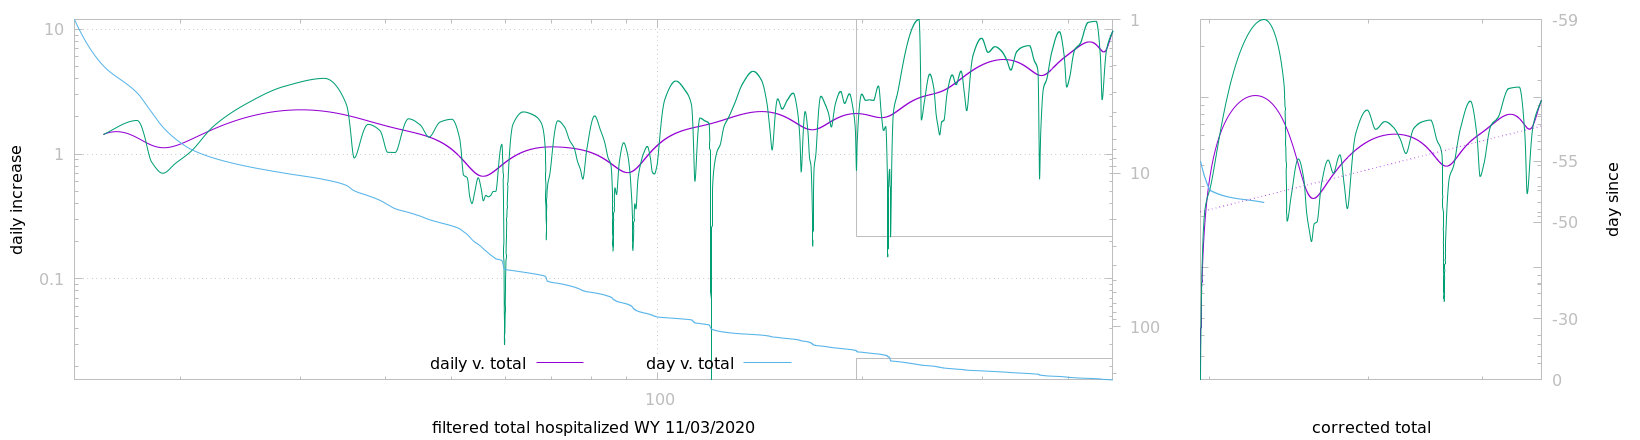 10
1
0.1
daily increase
daily v. total
day v. total
100
filtered total hospitalized WY 11/03/2020
1
10
100
-59
-55
-50
-30
0
day since
corrected total